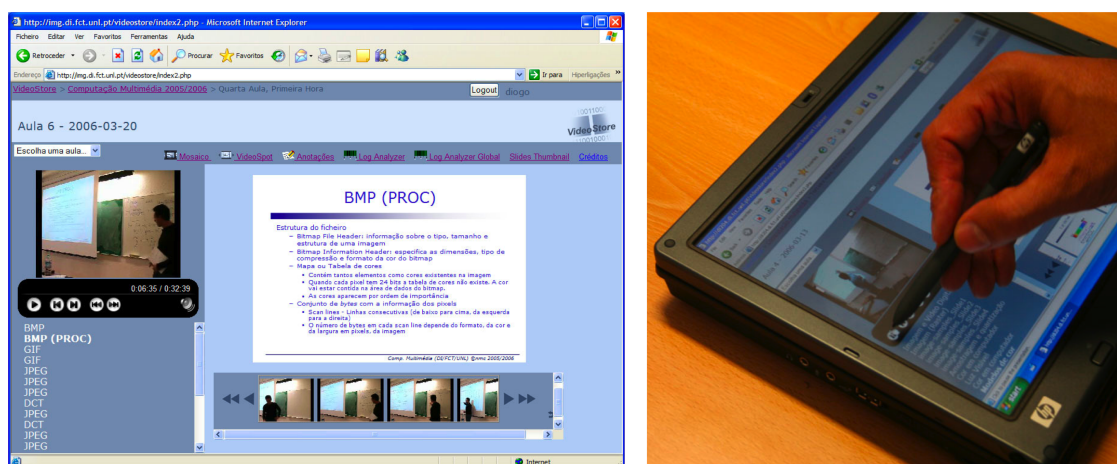 http://img.di.fct.unl.pt/videostore/index2.php - Microsoft Internet Explorer
Ficheiro Editar Ver Favoritos Ferramentas Ajuda
Retroceder Procurar Favoritos
Endereço http://img.di.fct.unl.pt/videostore/index2.php Ir para Hiperligações »
VideoStore > Computação Multimédia 2005/2006 > Quarta Aula, Primeira Hora Logout diogo
Aula 6 - 2006-03-20
VideoStore
Escolha uma aula... Mosaico VideoSpot Anotações Log Analyzer Log Analyzer Global Slides Thumbnail Créditos
BMP (PROC)
Estrutura do ficheiro
– Bitmap File Header: informação sobre o tipo, tamanho e
estrutura de uma imagem
– Bitmap Information Header: especifica as dimensões, tipo de
compressão e formato da cor do bitmap
– Mapa ou Tabela de cores
• Contém tantos elementos como cores existentes na imagem
• Quando cada pixel tem 24 bits a tabela de cores não existe. A cor
vai estar contida na área de dados do bitmap.
• As cores aparecem por ordem de importância
– Conjunto de bytes com a informação dos pixels
• Scan lines - Linhas consecutivas (de baixo para cima, da esquerda
para a direita)
• O número de bytes em cada scan line depende do formato, da cor e
da largura em pixels, da imagem
Comp. Multimédia (DI/FCT/UNL) ©nmc 2005/2006
0:06:35 / 0:32:39
BMP
BMP (PROC)
GIF
GIF
JPEG
JPEG
JPEG
DCT
JPEG
DCT
JPEG
JPEG
Internet
start
hp